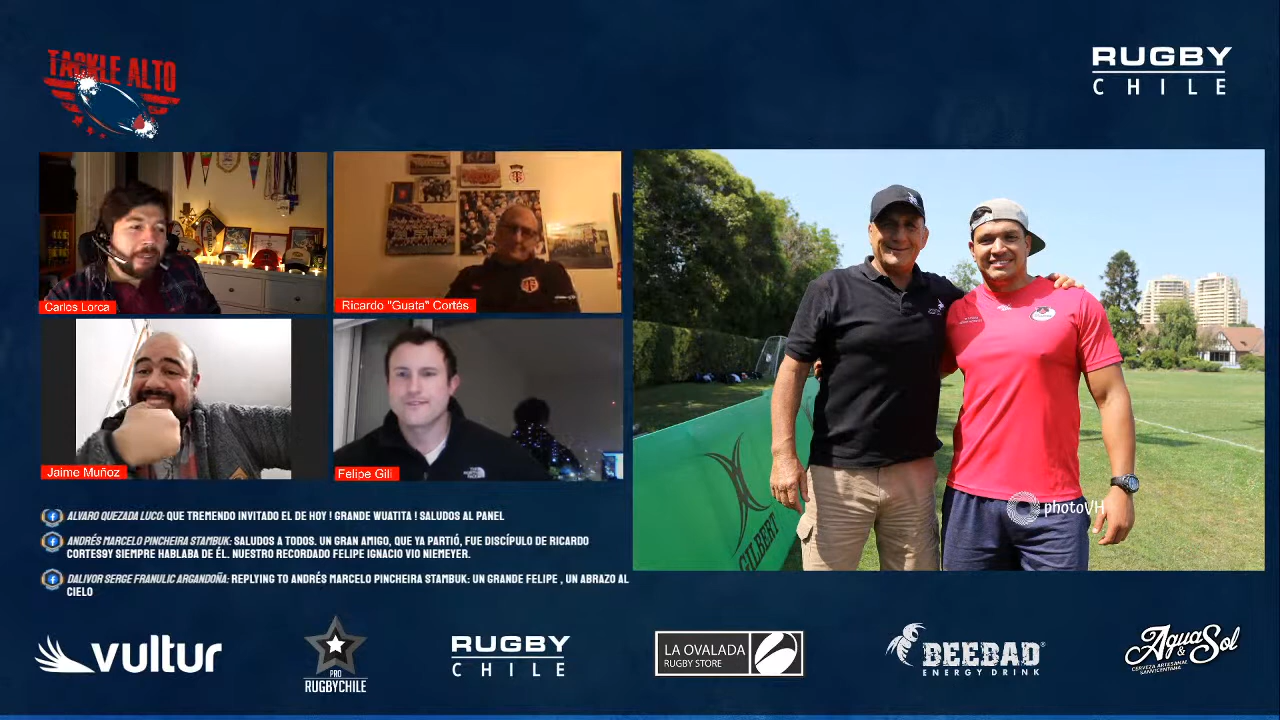 TACKLE ALTO
RUGBY
CHILE
Carlos Lorca
Ricardo "Guata" Cortés
Jaime Muñoz
Felipe Gili
GILBERT
photoVH
ALVARO QUEZADA LUCO: QUE TREMENDO INVITADO EL DE HOY ! GRANDE WUATITA ! SALUDOS AL PANEL
ANDRÉS MARCELO PINCHEIRA STAMBUK: SALUDOS A TODOS. UN GRAN AMIGO, QUE YA PARTIÓ, FUE DISCÍPULO DE RICARDO
CORTES9Y SIEMPRE HABLABA DE ÉL. NUESTRO RECORDADO FELIPE IGNACIO VIO NIEMEYER.
DALIVOR SERGE FRANULIC ARGANDOÑA: REPLYING TO ANDRÉS MARCELO PINCHEIRA STAMBUK: UN GRANDE FELIPE , UN ABRAZO AL
CIELO
vultur
PRO
RUGBYCHILE
RUGBY
CHILE
LA OVALADA
RUGBY STORE
BEEBAD®
ENERGY DRINK
Agua & Sol
CERVEZA ARTESANAL
SANVICENTANA